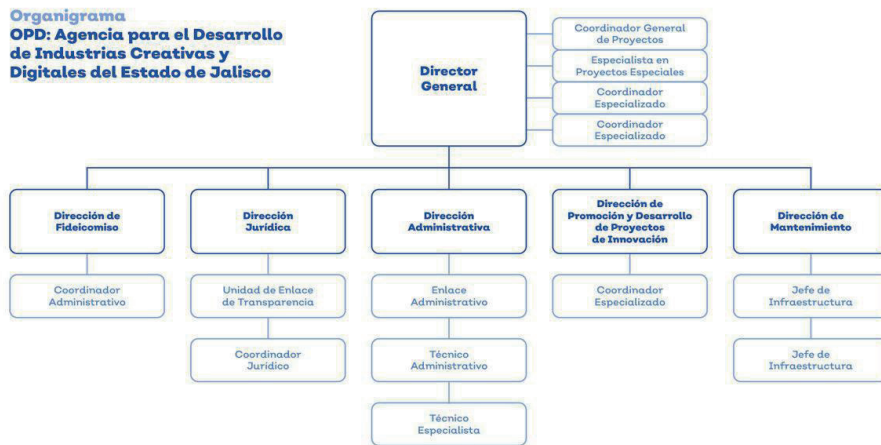 Organigrama
OPD: Agencia para el Desarrollo
de Industrias Creativas y
Digitales del Estado de Jalisco
Director
General
Coordinador General
de Proyectos
Especialista en
Proyectos Especiales
Coordinador
Especializado
Coordinador
Especializado
Dirección de
Fideicomiso
Coordinador
Administrativo
Dirección
Jurídica
Unidad de Enlace
de Transparencia
Coordinador
Jurídico
Dirección
Administrativa
Enlace
Administrativo
Técnico
Administrativo
Técnico
Especialista
Dirección de
Promoción y Desarrollo
de Proyectos
de Innovación
Coordinador
Especializado
Dirección de
Mantenimiento
Jefe de
Infraestructura
Jefe de
Infraestructura